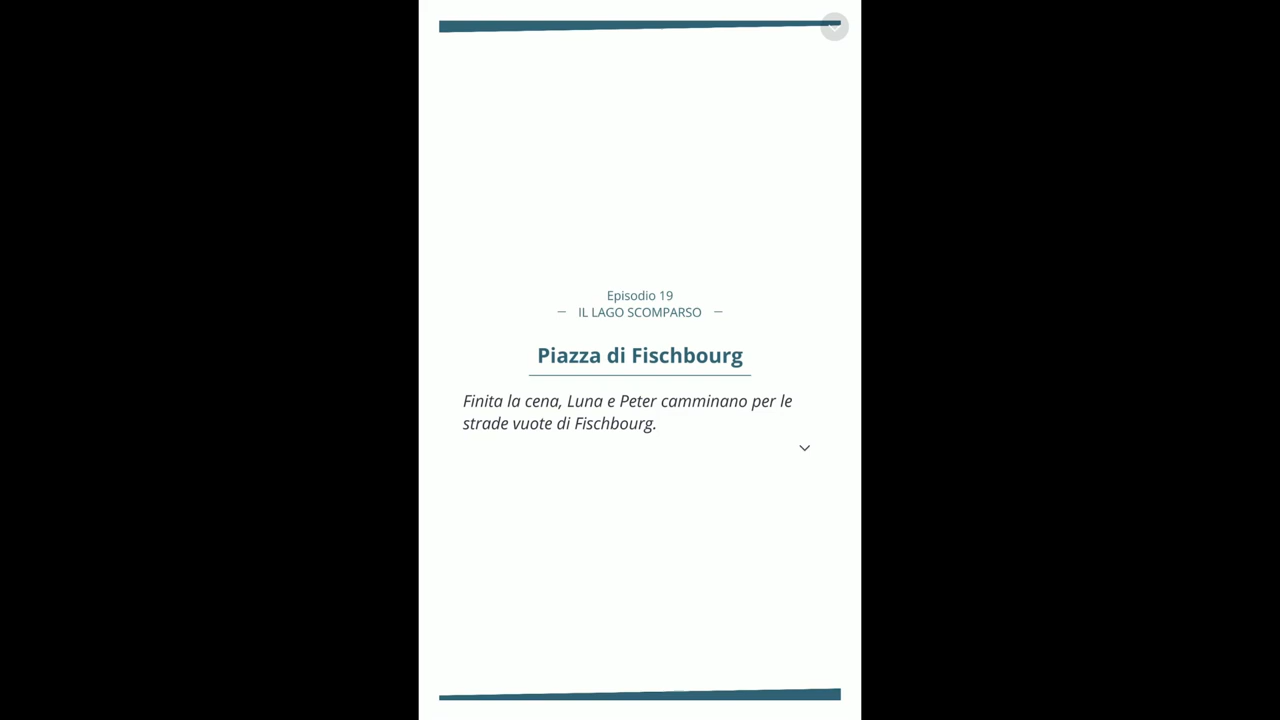 Episodio 19
— IL LAGO SCOMPARSO —
Piazza di Fischbourg
Finita la cena, Luna e Peter camminano per le
strade vuote di Fischbourg.